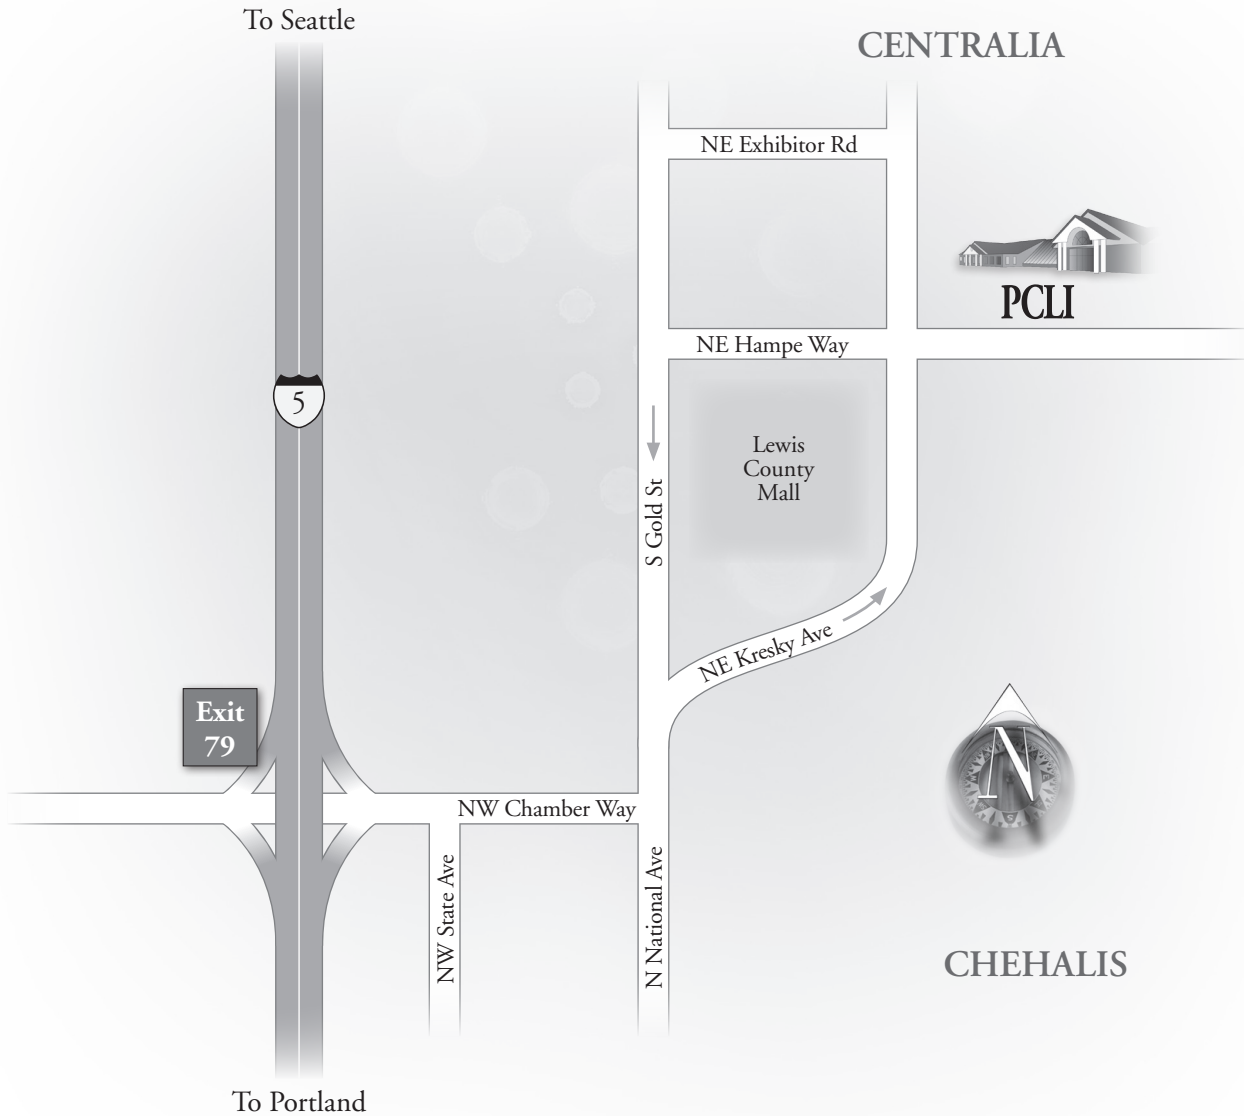 To Seattle
CENTRALIA
NE Exhibitor Rd
PCLI
NE Hampe Way
5
Lewis
County
Mall
S Gold St
NE Kresky Ave
Exit
79
N
NW Chamber Way
NW State Ave
N National Ave
CHEHALIS
To Portland